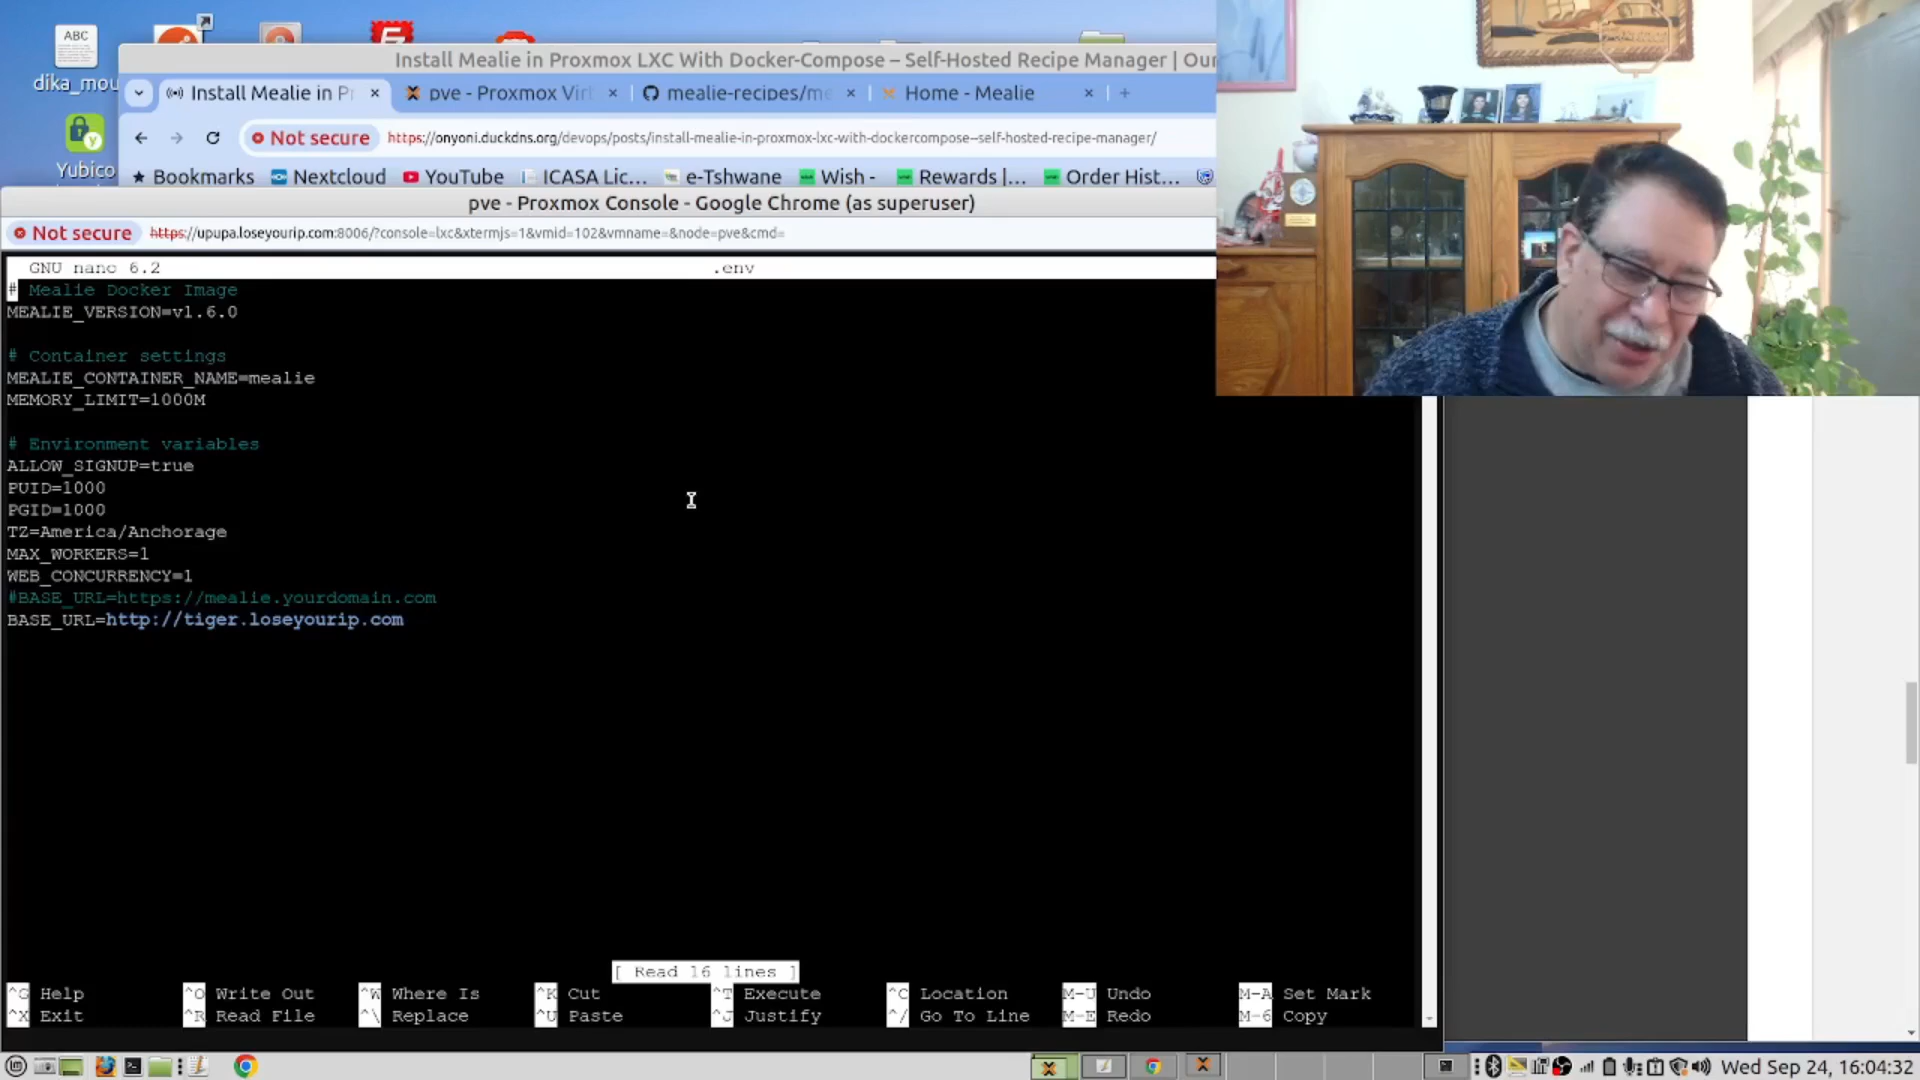 ABC
dika_mou
Yubico
Install Mealie in Proxmox LXC With Docker-Compose – Self-Hosted Recipe Manager | Our
Install Mealie in P
pve - Proxmox Virt
mealie-recipes/me
Home - Mealie
Not secure
https://onyoni.duckdns.org/devops/posts/install-mealie-in-proxmox-lxc-with-dockercompose--self-hosted-recipe-manager/
Bookmarks
Nextcloud
YouTube
ICASA Lic...
e-Tshwane
Wish -
Rewards |...
Order Hist...
pve - Proxmox Console - Google Chrome (as superuser)
Not secure
https://upupa.loseyourip.com:8006/?console=lxc&xtermjs=1&vmid=102&vmname=&node=pve&cmd=
GNU nano 6.2 .env
# Mealie Docker Image
MEALIE_VERSION=v1.6.0
# Container settings
MEALIE_CONTAINER_NAME=mealie
MEMORY_LIMIT=1000M
# Environment variables
ALLOW_SIGNUP=true
PUID=1000
PGID=1000
TZ=America/Anchorage
MAX_WORKERS=1
WEB_CONCURRENCY=1
#BASE_URL=https://mealie.yourdomain.com
BASE_URL=http://tiger.loseyourip.com
[ Read 16 lines ]
^G Help ^O Write Out ^W Where Is ^K Cut ^T Execute ^C Location M-U Undo M-A Set Mark
^X Exit ^R Read File ^\ Replace ^U Paste ^J Justify ^/ Go To Line M-E Redo M-6 Copy
Wed Sep 24, 16:04:32